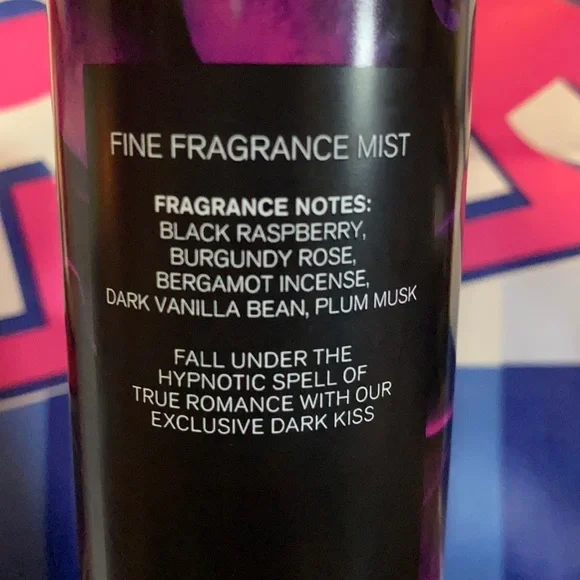 FINE FRAGRANCE MIST
FRAGRANCE NOTES:
BLACK RASPBERRY,
BURGUNDY ROSE,
BERGAMOT INCENSE,
DARK VANILLA BEAN, PLUM MUSK
FALL UNDER THE
HYPNOTIC SPELL OF
TRUE ROMANCE WITH OUR
EXCLUSIVE DARK KISS